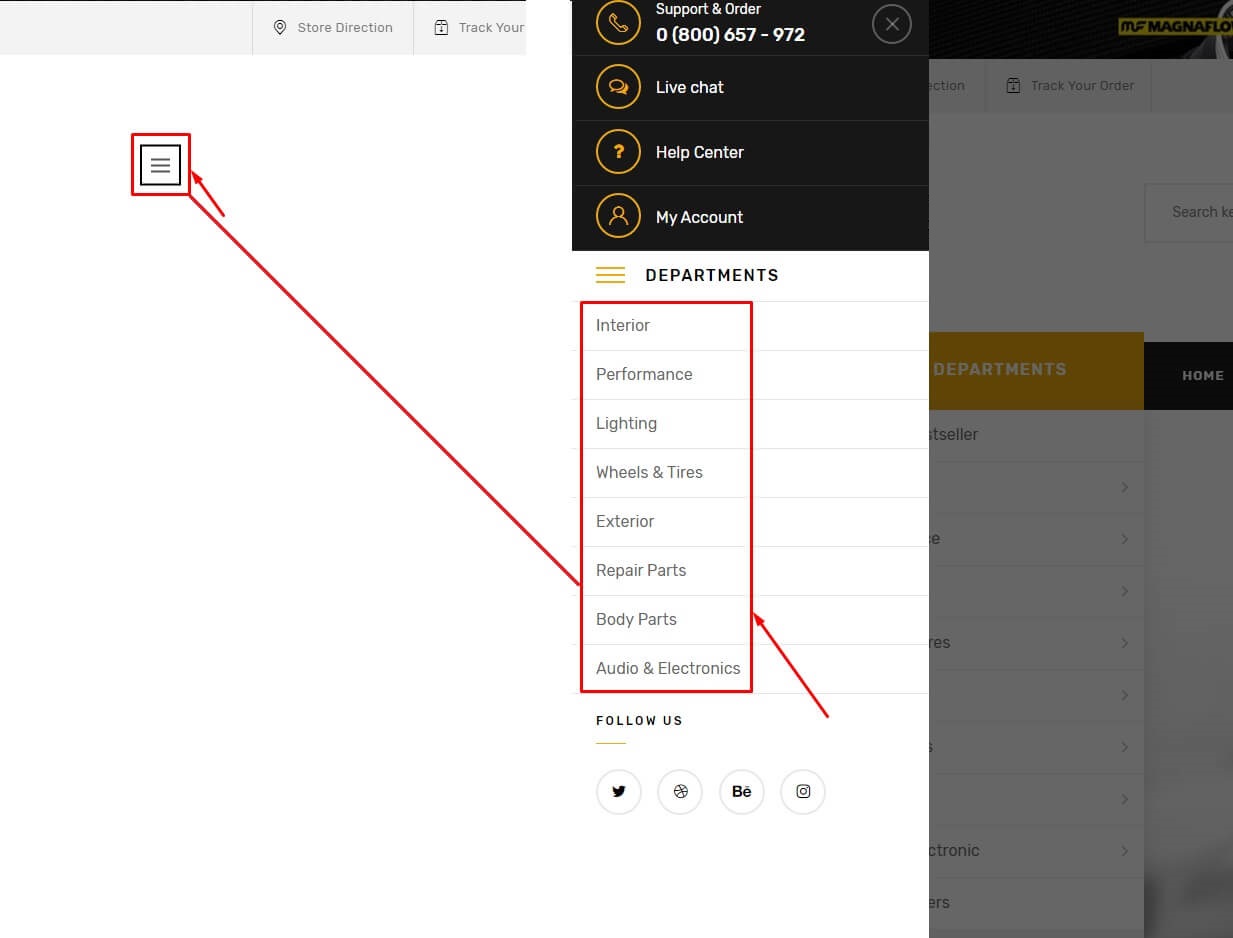 Store Direction
Track Your
Support & Order
0 (800) 657 - 972
Live chat
Help Center
My Account
DEPARTMENTS
Interior
Performance
Lighting
Wheels & Tires
Exterior
Repair Parts
Body Parts
Audio & Electronics
FOLLOW US
Bē
MF MAGNAFLO
ection
Track Your Order
Search ke
DEPARTMENTS
HOME
tseller
e
res
s
ctronic
ers